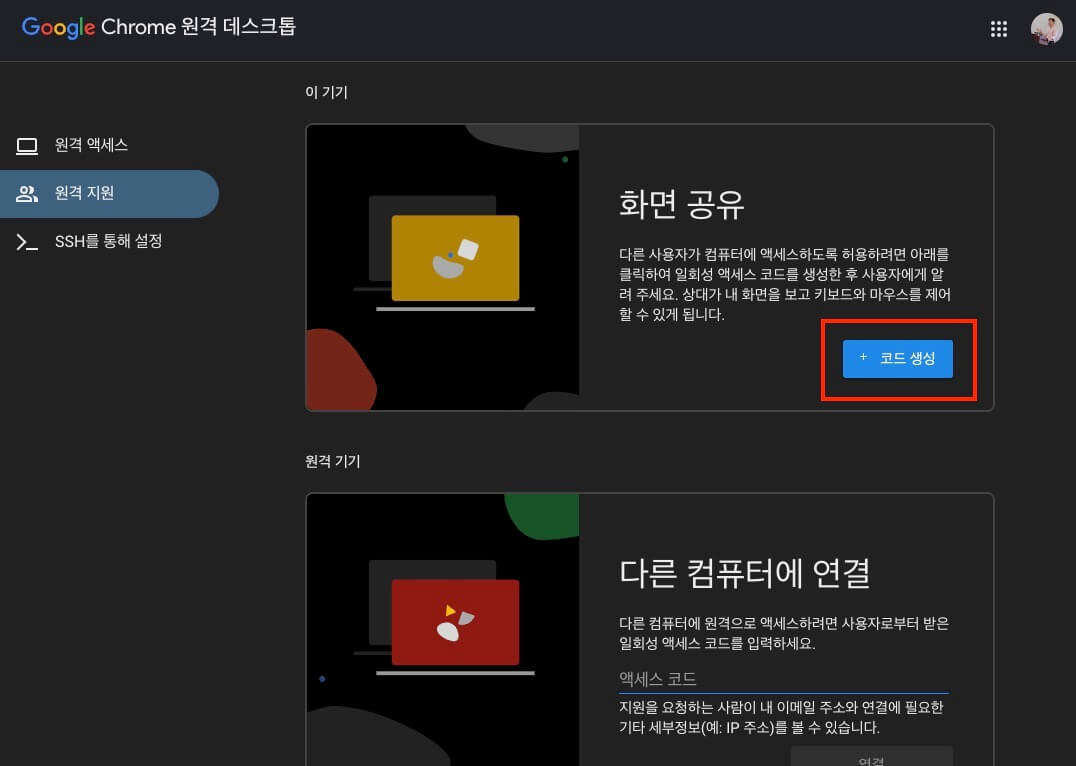 Google Chrome 원격 데스크톱
이 기기
원격 액세스
원격 지원
SSH를 통해 설정
화면 공유
다른 사용자가 컴퓨터에 액세스하도록 허용하려면 아래를
클릭하여 일회성 액세스 코드를 생성한 후 사용자에게 알
려 주세요. 상대가 내 화면을 보고 키보드와 마우스를 제어
할 수 있게 됩니다.
+ 코드 생성
원격 기기
다른 컴퓨터에 연결
다른 컴퓨터에 원격으로 액세스하려면 사용자로부터 받은
일회성 액세스 코드를 입력하세요.
액세스 코드
지원을 요청하는 사람이 내 이메일 주소와 연결에 필요한
기타 세부정보(예: IP 주소)를 볼 수 있습니다.
연결